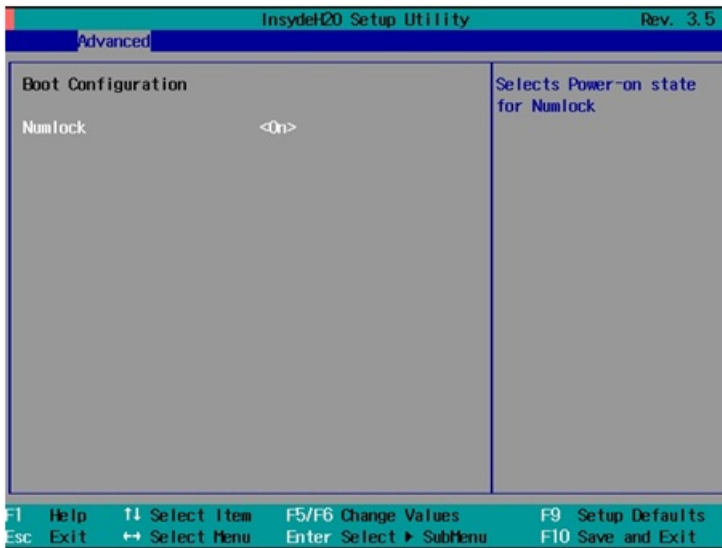 InsydeH2O Setup Utility Rev. 3.5
Advanced
Boot Configuration
Numlock <On>
Selects Power-on state
for Numlock
F1 Help ↑↓ Select Item F5/F6 Change Values F9 Setup Defaults
Esc Exit ↔ Select Menu Enter Select ▶ SubMenu F10 Save and Exit